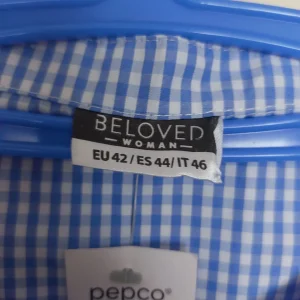 BELOVED
WOMAN
EU 42 / ES 44 / IT 46
pepco®